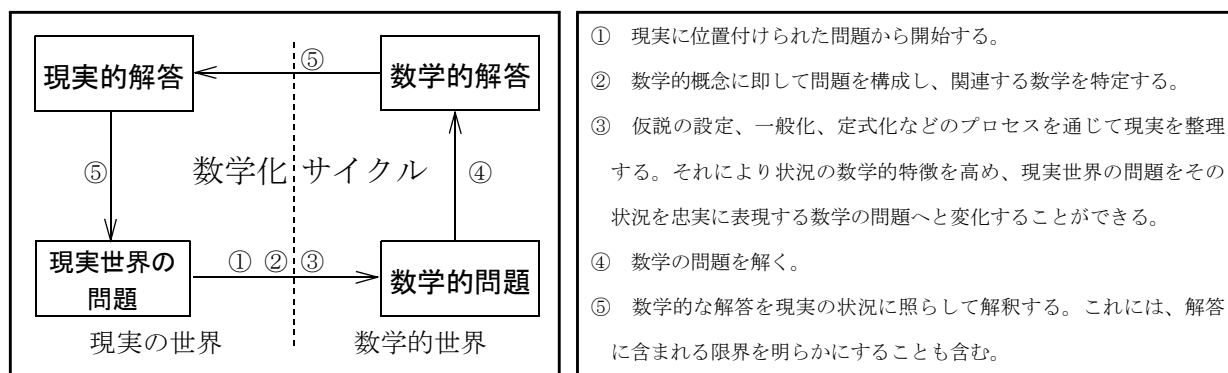 現実的解答
⑤
数学的解答
⑤
数学化サイクル
④
現実世界の
問題
① ② ③
数学的問題
現実の世界
数学的世界
① 現実に位置付けられた問題から開始する。
② 数学的概念に即して問題を構成し、関連する数学を特定する。
③ 仮説の設定、一般化、定式化などのプロセスを通じて現実を整理
する。それにより状況の数学的特徴を高め、現実世界の問題をその
状況を忠実に表現する数学の問題へと変化することができる。
④ 数学の問題を解く。
⑤ 数学的な解答を現実の状況に照らして解釈する。これには、解答
に含まれる限界を明らかにすることも含む。